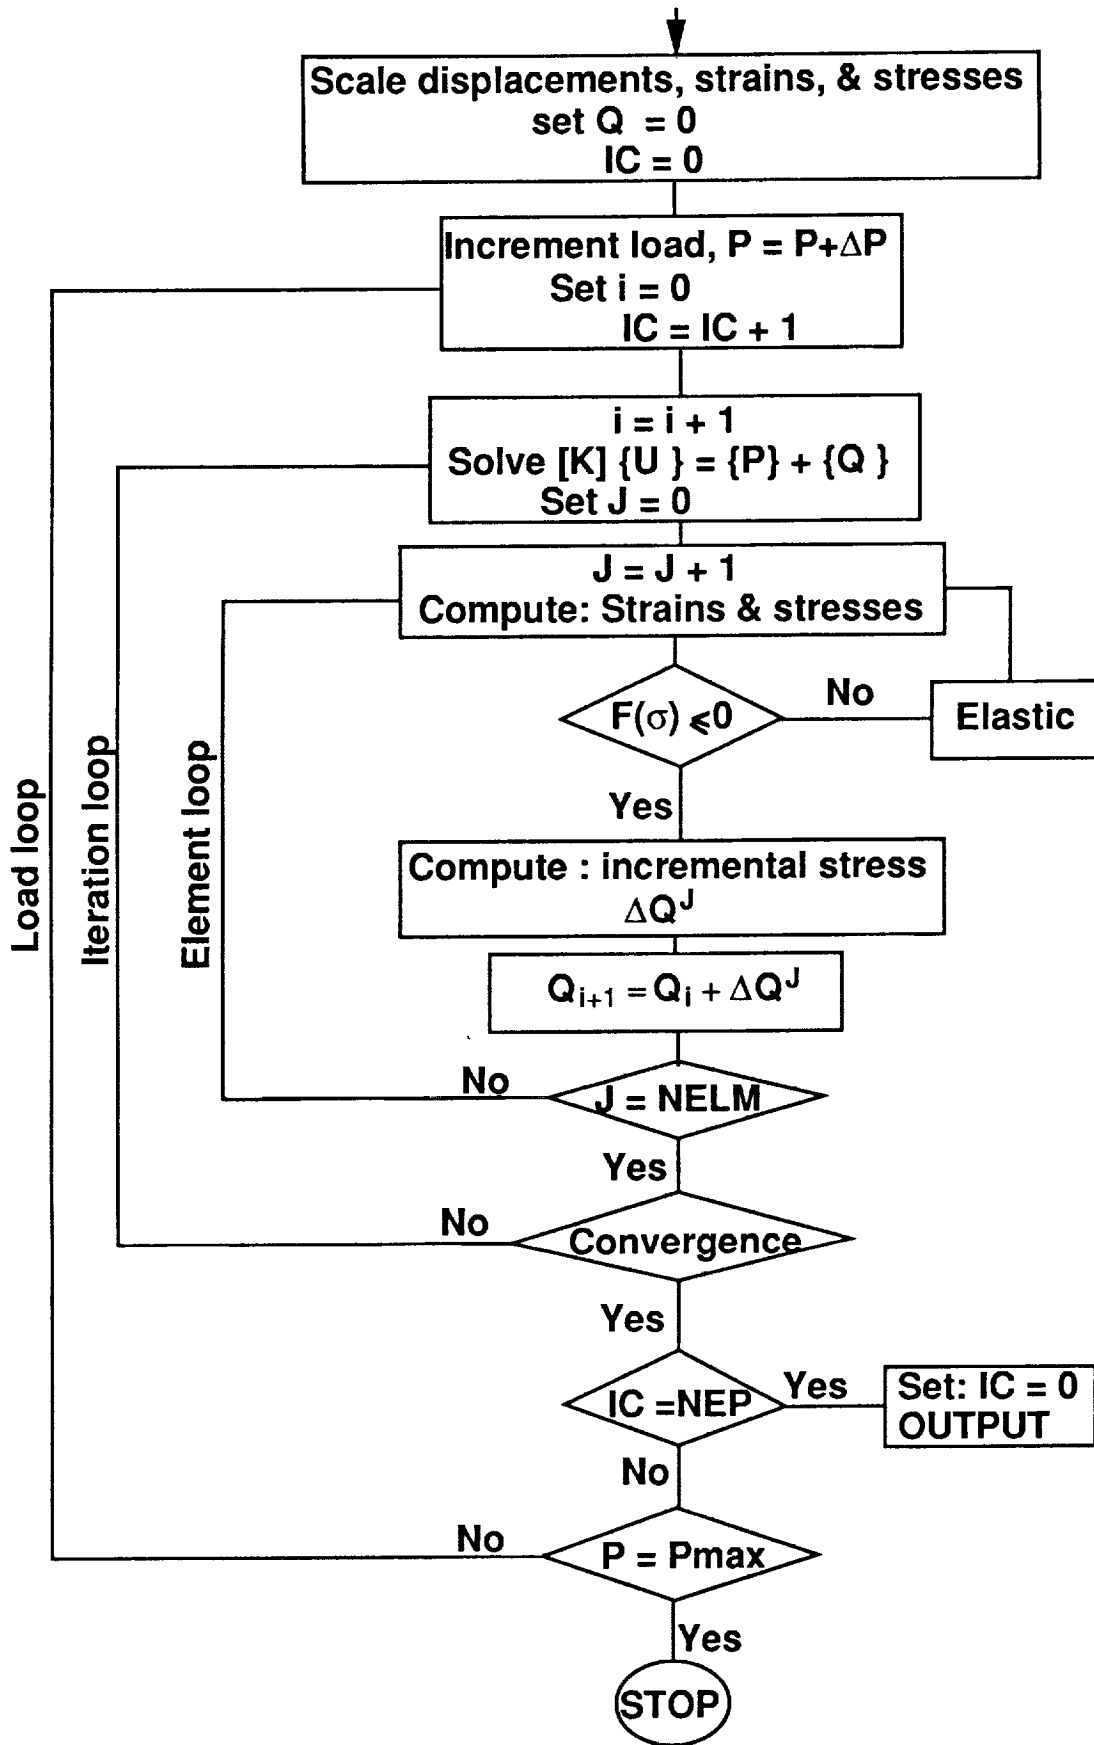 Scale displacements, strains, & stresses
set Q = 0
IC = 0
Increment load, P = P+ΔP
Set i = 0
IC = IC + 1
i = i + 1
Solve [K] {U } = {P} + {Q }
Set J = 0
J = J + 1
Compute: Strains & stresses
F(σ) ⩽0
No
Elastic
Yes
Compute : incremental stress
ΔQ^J
Q_{i+1} = Q_i + ΔQ^J
Load loop
Iteration loop
Element loop
No
J = NELM
Yes
No
Convergence
Yes
IC =NEP
Yes
Set: IC = 0
OUTPUT
No
No
P = Pmax
Yes
STOP